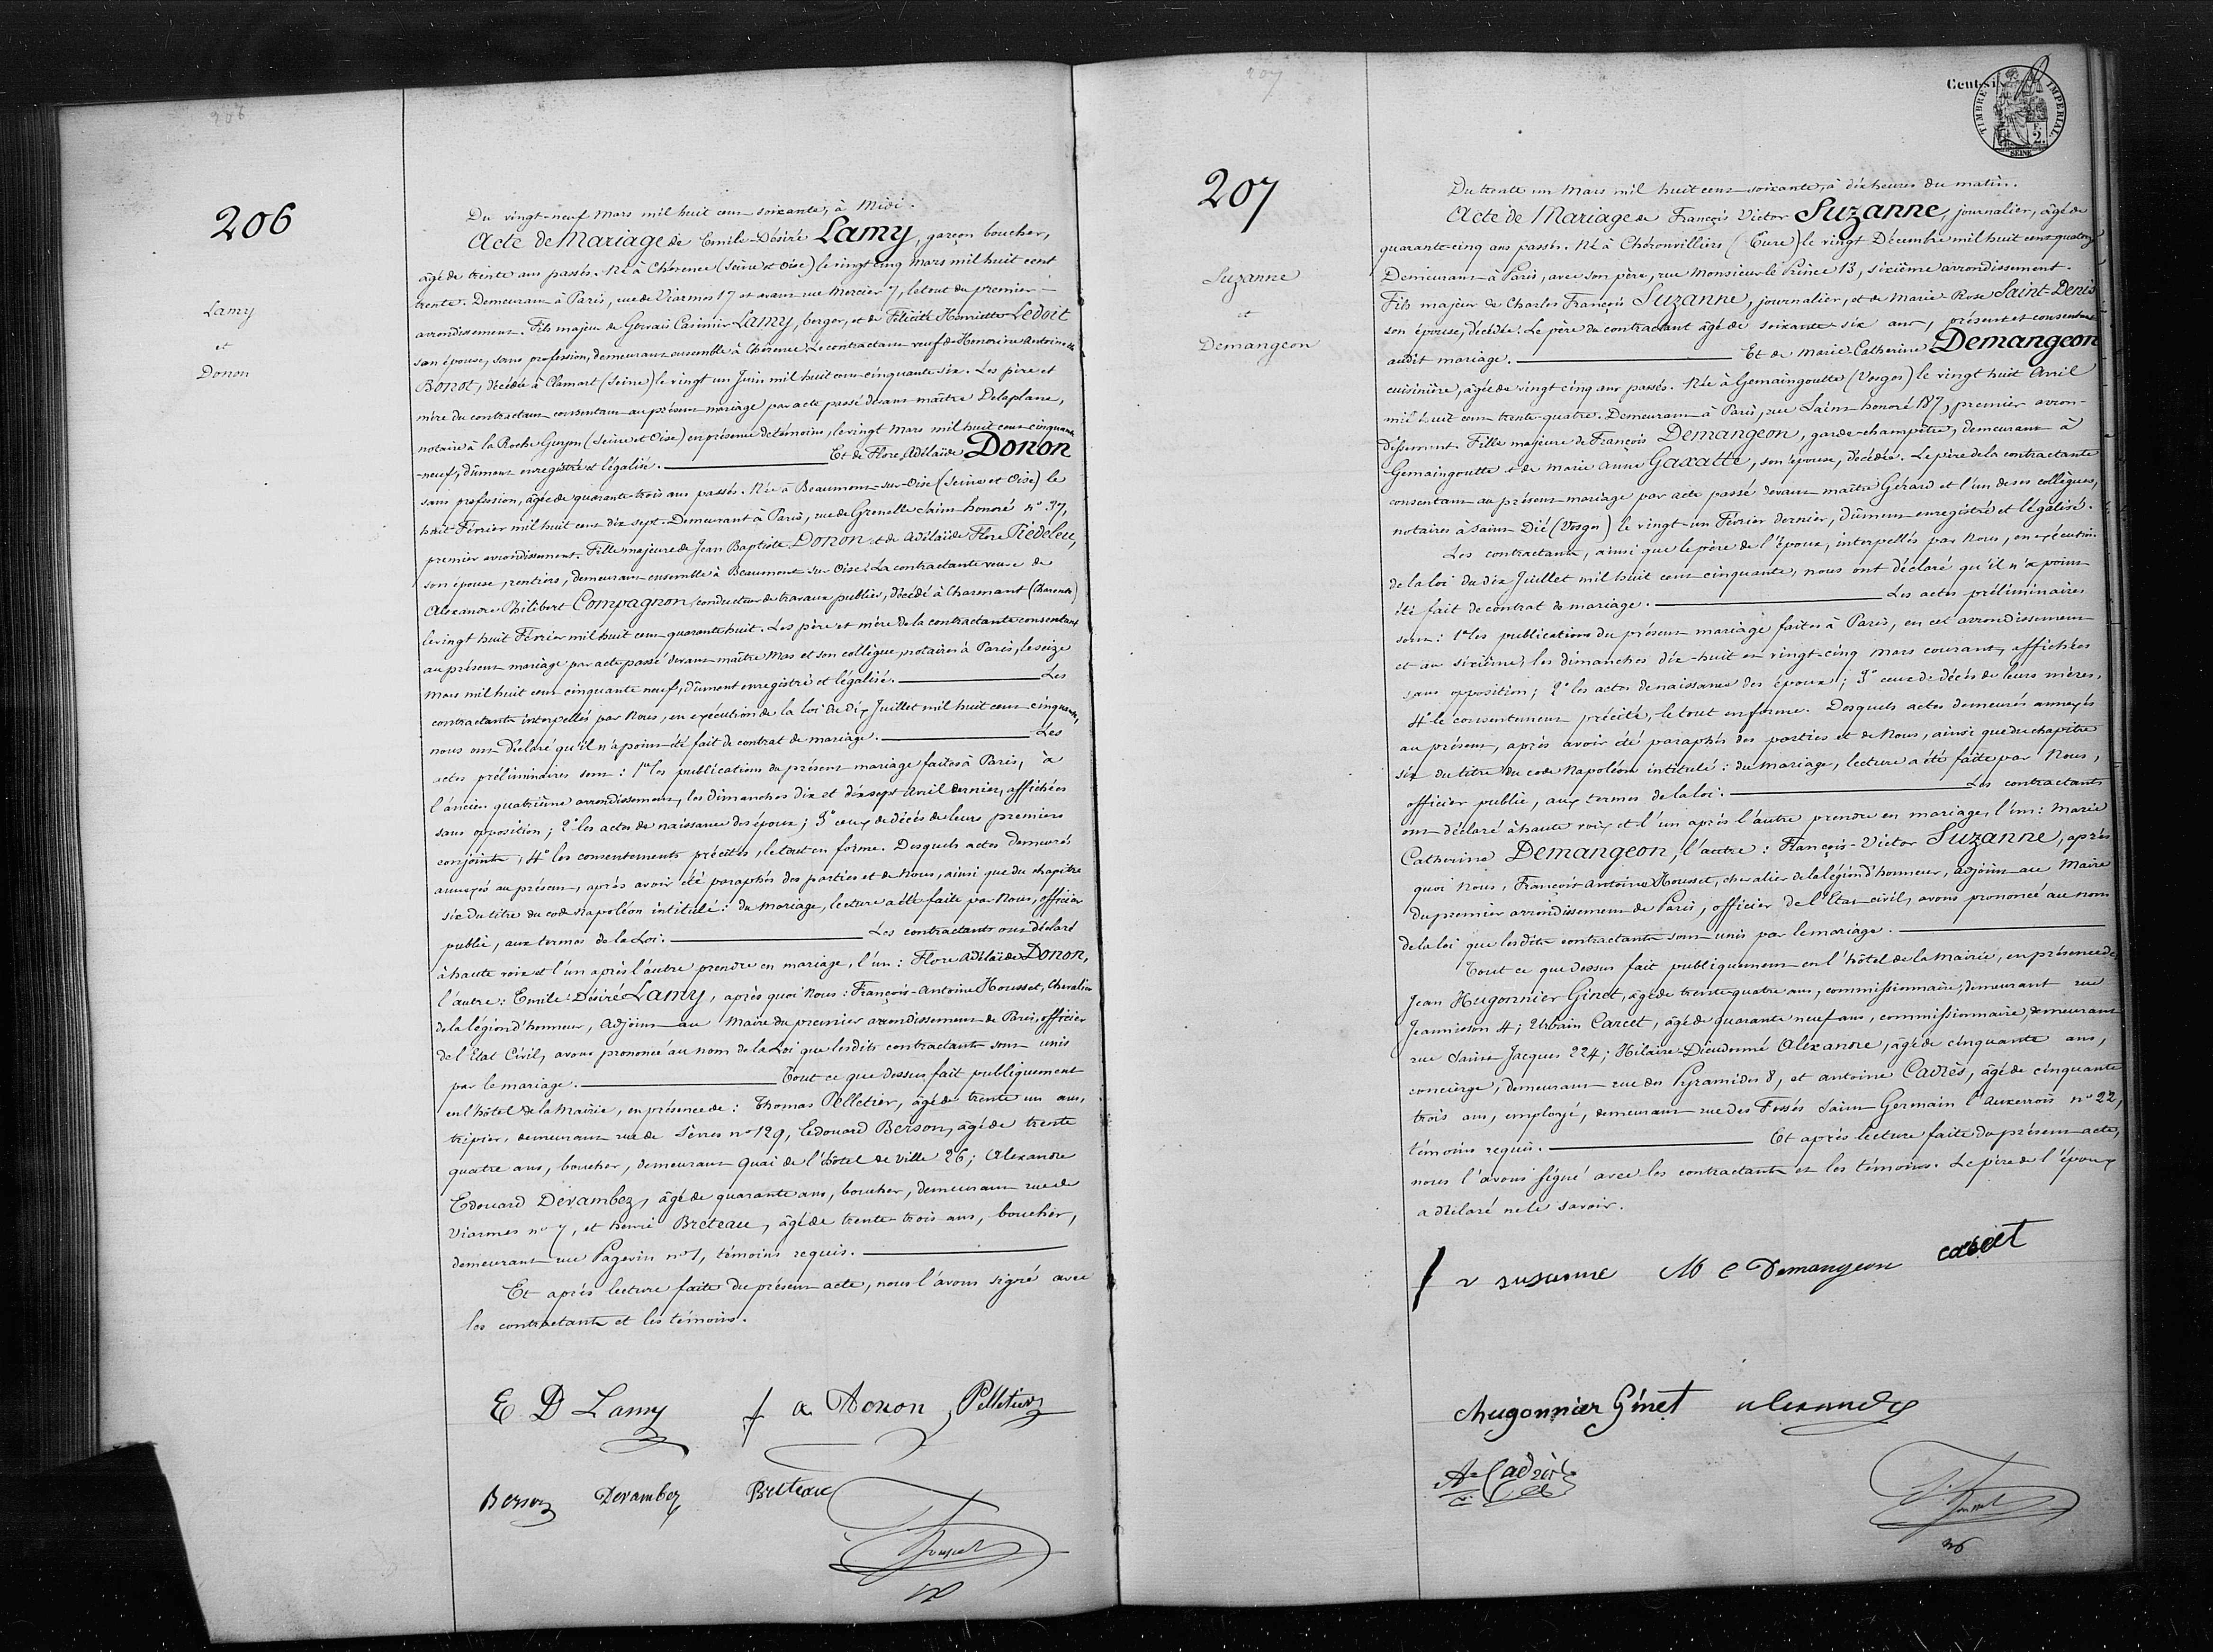 206
206
Lamy
et
Donon
Du vingt-neuf Mars mil huit cent soixante, à Midi.
Acte de Mariage de Emile-Désiré Lamy, garçon boucher,
âgé de trente ans passés. Né à Chérence (Seine et Oise) le vingt cinq mars mil huit cent
trente. Demeurant à Paris, rue de Viarmes 17 et avant rue Mercier 7, le tout du premier
arrondissement. Fils majeur de Gervais Casimir Lamy, berger, et de Félicité Henriette Ledoit
son épouse, sans profession, demeurant ensemble à Chérence. Le contractant veuf de Honorine Antoinette
Bonot, décédée à Clamart (Seine) le vingt un Juin mil huit cent cinquante six. Les père et
mère du contractant consentant au présent mariage par acte passé devant maître Delaplane,
notaire à la Roche Guyon (Seine et Oise) en présence de témoins, le vingt Mars mil huit cent cinquante
-neuf, dûment enregistré et légalisé. Et de Flore Adélaïde Donon
sans profession, âgée de quarante-trois ans passés. Née à Beaumont-sur-Oise (Seine et Oise) le
huit Février mil huit cent dix sept. Demeurant à Paris, rue de Grenelle Saint-honoré n° 37,
premier arrondissement. Fille majeure de Jean Baptiste Donon et de Adélaïde Flore Piédeleu,
son épouse, rentiers, demeurant ensemble à Beaumont sur Oise. La contractante veuve de
Alexandre Philibert Compagnon, conducteur de travaux publics, décédé à Charmant (Charente)
le vingt huit Février mil huit cent quarante huit. Les père et mère de la contractante consentant
au présent mariage par acte passé devant maître Mas et son collègue, notaires à Paris, le seize
Mars mil huit cent cinquante neuf, dûment enregistré et légalisé. Les
contractants interpellés par Nous, en exécution de la loi du Dix Juillet mil huit cent cinquante,
nous ont déclaré qu'il n'a point été fait de contrat de mariage. Les
actes préliminaires sont : 1° les publications du présent mariage faites à Paris, à
l'ancien quatrième arrondissement, les dimanches dix et dix sept Avril dernier, affichées
sans opposition ; 2° les actes de naissance des époux ; 3° ceux de décès de leurs premiers
conjoints ; 4° les consentements précités, le tout en forme. Desquels actes demeurés
annexés au présent, après avoir été paraphés des parties et de Nous, ainsi que du chapitre
six du titre du code Napoléon intitulé : du Mariage, lecture a été faite par Nous, officier
public, aux termes de la Loi. Les contractants ont déclaré
à haute voix et l'un après l'autre prendre en mariage, l'un : Flore Adélaïde Donon,
l'autre : Emile-Désiré Lamy, après quoi Nous : François-Antoine Housset, Chevalier
de la légion d'honneur, Adjoint au Maire du premier arrondissement de Paris, officier
de l'Etat Civil, avons prononcé au nom de la Loi que lesdits contractants sont unis
par le mariage. Tout ce que dessus fait publiquement
en l'hôtel de la Mairie, en présence de : Thomas Pelletier, âgé de trente un ans,
tripier, demeurant rue de Sèvres n° 129, Edouard Berson, âgé de trente
quatre ans, boucher, demeurant Quai de l'hôtel de Ville 26 ; Alexandre
Edouard Devambez, âgé de quarante ans, boucher, demeurant rue de
Viarmes n° 7, et henri Breteau, âgé de trente trois ans, boucher,
demeurant rue Pagevin n° 1, témoins requis.
Et après lecture faite du présent acte, nous l'avons signé avec
les contractants et les témoins.
E D Lamy f a Donon Pelletier
Berson Devambez Breteau
207
207
Suzanne
et
Demangeon
TIMBRE IMPERIAL
2
SEINE
Du trente un Mars mil huit cent soixante, à dix heures du matin.
Acte de Mariage de François Victor Suzanne, journalier, âgé de
quarante-cinq ans passés. Né à Chéronvilliers (Eure) le vingt Décembre mil huit cent quatorze
Demeurant à Paris, avec son père, rue Monsieur le Prince 13, sixième arrondissement.
Fils majeur de Charles François Suzanne, journalier, et de Marie Rose Saint-Denis
son épouse, décédée. Le père du contractant âgé de soixante-six ans, présent et consentant
audit mariage. Et de Marie Catherine Demangeon
cuisinière, âgée de vingt cinq ans passés. Née à Gemaingoutte (Vosges) le vingt huit Avril
mil huit cent trente-quatre. Demeurant à Paris, rue Saint-honoré 187, premier arron-
dissement. Fille majeure de François Demangeon, garde-champêtre, demeurant à
Gemaingoutte et de Marie Anne Gaxatte, son épouse, décédée. Le père de la contractante
consentant au présent mariage par acte passé devant maître Gérard et l'un de ses collègues,
notaires à Saint Dié (Vosges) le vingt-un Février dernier, dûment enregistré et légalisé.
Les contractants, ainsi que le père de l'époux, interpellés par Nous, en exécution
de la loi du dix Juillet mil huit cent cinquante, nous ont déclaré qu'il n'a point
été fait de contrat de mariage. Les actes préliminaires
sont : 1° les publications du présent mariage faites à Paris, en cet arrondissement
et au sixième, les dimanches dix-huit et vingt-cinq Mars courant, affichées
sans opposition ; 2° les actes de naissance des époux ; 3° ceux de décès de leurs mères,
4° le consentement précité, le tout en forme. Desquels actes demeurés annexés
au présent, après avoir été paraphés des parties et de Nous, ainsi que du chapitre
six du titre du code Napoléon intitulé : du Mariage, lecture a été faite par Nous,
officier public, aux termes de la loi. Les contractants
ont déclaré à haute voix et l'un après l'autre prendre en mariage, l'un : Marie
Catherine Demangeon, l'autre : François-Victor Suzanne, après
quoi Nous, François Antoine Housset, chevalier de la légion d'honneur, Adjoint au Maire
du premier arrondissement de Paris, officier de l'Etat civil, avons prononcé au nom
de la loi que lesdits contractants sont unis par le mariage.
Tout ce que dessus fait publiquement en l'hôtel de la Mairie, en présence de :
Jean Hugonnier Ginet, âgé de trente-quatre ans, commissionnaire, demeurant rue
Jeannisson 4 ; Urbain Carcet, âgé de quarante neuf ans, commissionnaire, demeurant
rue Saint-Jacques 224 ; Hilaire-Dieudonné Alexandre, âgé de cinquante ans,
concierge, demeurant rue des Pyramides 8, et Antoine Cadrès, âgé de cinquante
trois ans, employé, demeurant rue des Fossés Saint-Germain l'Auxerrois n° 22,
témoins requis. Et après lecture faite du présent acte,
nous l'avons signé avec les contractants et les témoins. Le père de l'époux
a déclaré ne le savoir.
f v susanne M C Demangeon
hugonnier Ginet alexandre
A. Cadrès